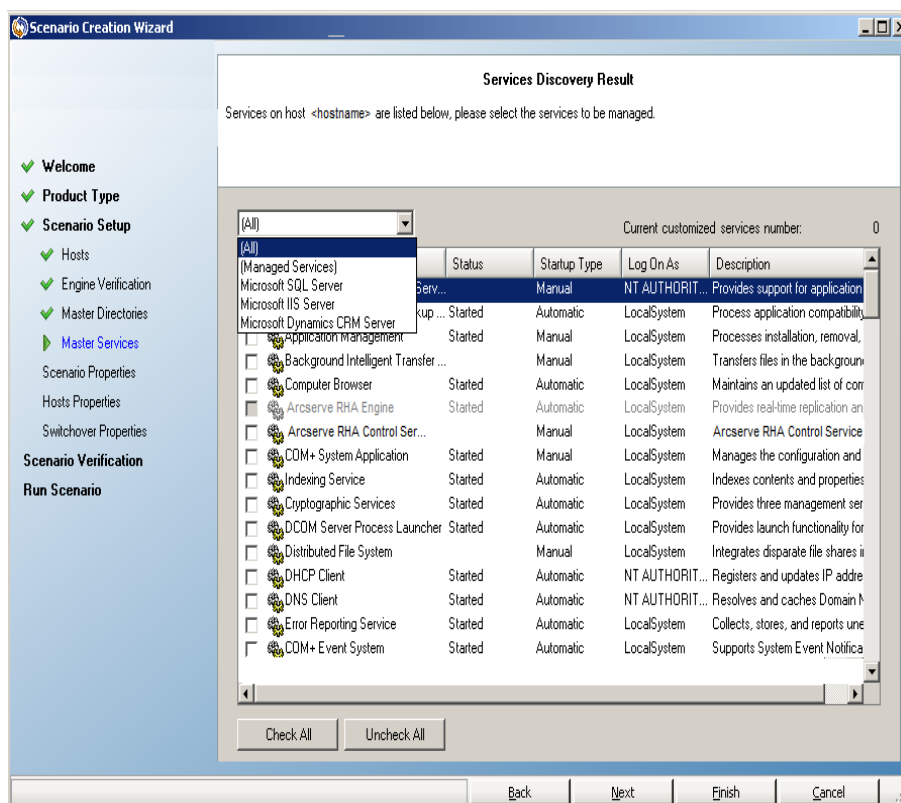 Scenario Creation Wizard
Services Discovery Result
Services on host <hostname> are listed below, please select the services to be managed.
Welcome
Product Type
Scenario Setup
Hosts
Engine Verification
Master Directories
Master Services
Scenario Properties
Hosts Properties
Switchover Properties
Scenario Verification
Run Scenario
(All)
Current customized services number: 0
(All)
(Managed Services)
Microsoft SQL Server
Microsoft IIS Server
Microsoft Dynamics CRM Server
Status Startup Type Log On As Description
Serv... Manual NT AUTHORIT... Provides support for application
kup ... Started Automatic LocalSystem Process application compatibility
Application Management Started Manual LocalSystem Processes installation, removal,
Background Intelligent Transfer ... Manual LocalSystem Transfers files in the background
Computer Browser Started Automatic LocalSystem Maintains an updated list of com
Arcserve RHA Engine Started Automatic LocalSystem Provides real-time replication an
Arcserve RHA Control Ser... Manual LocalSystem Arcserve RHA Control Service
COM+ System Application Started Manual LocalSystem Manages the configuration and
Indexing Service Started Automatic LocalSystem Indexes contents and properties
Cryptographic Services Started Automatic LocalSystem Provides three management ser
DCOM Server Process Launcher Started Automatic LocalSystem Provides launch functionality for
Distributed File System Manual LocalSystem Integrates disparate file shares i
DHCP Client Started Automatic NT AUTHORIT... Registers and updates IP addre
DNS Client Started Automatic NT AUTHORIT... Resolves and caches Domain N
Error Reporting Service Started Automatic LocalSystem Collects, stores, and reports une
COM+ Event System Started Automatic LocalSystem Supports System Event Notifica
Check All Uncheck All
Back Next Finish Cancel